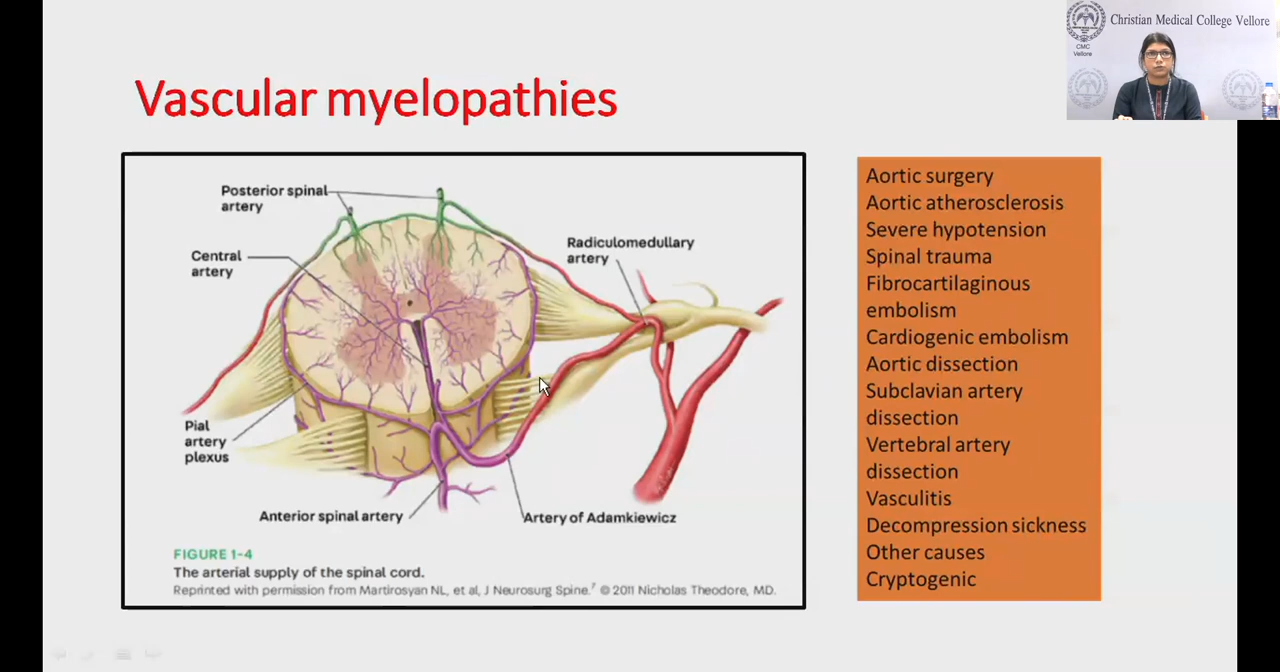 Christian Medical College Vellore
CMC
Vellore
Vascular myelopathies
Posterior spinal
artery
Central
artery
Radiculomedullary
artery
Pial
artery
plexus
Anterior spinal artery
Artery of Adamkiewicz
FIGURE 1-4
The arterial supply of the spinal cord.
Reprinted with permission from Martirosyan NL, et al, J Neurosurg Spine.⁷ © 2011 Nicholas Theodore, MD.
Aortic surgery
Aortic atherosclerosis
Severe hypotension
Spinal trauma
Fibrocartilaginous
embolism
Cardiogenic embolism
Aortic dissection
Subclavian artery
dissection
Vertebral artery
dissection
Vasculitis
Decompression sickness
Other causes
Cryptogenic